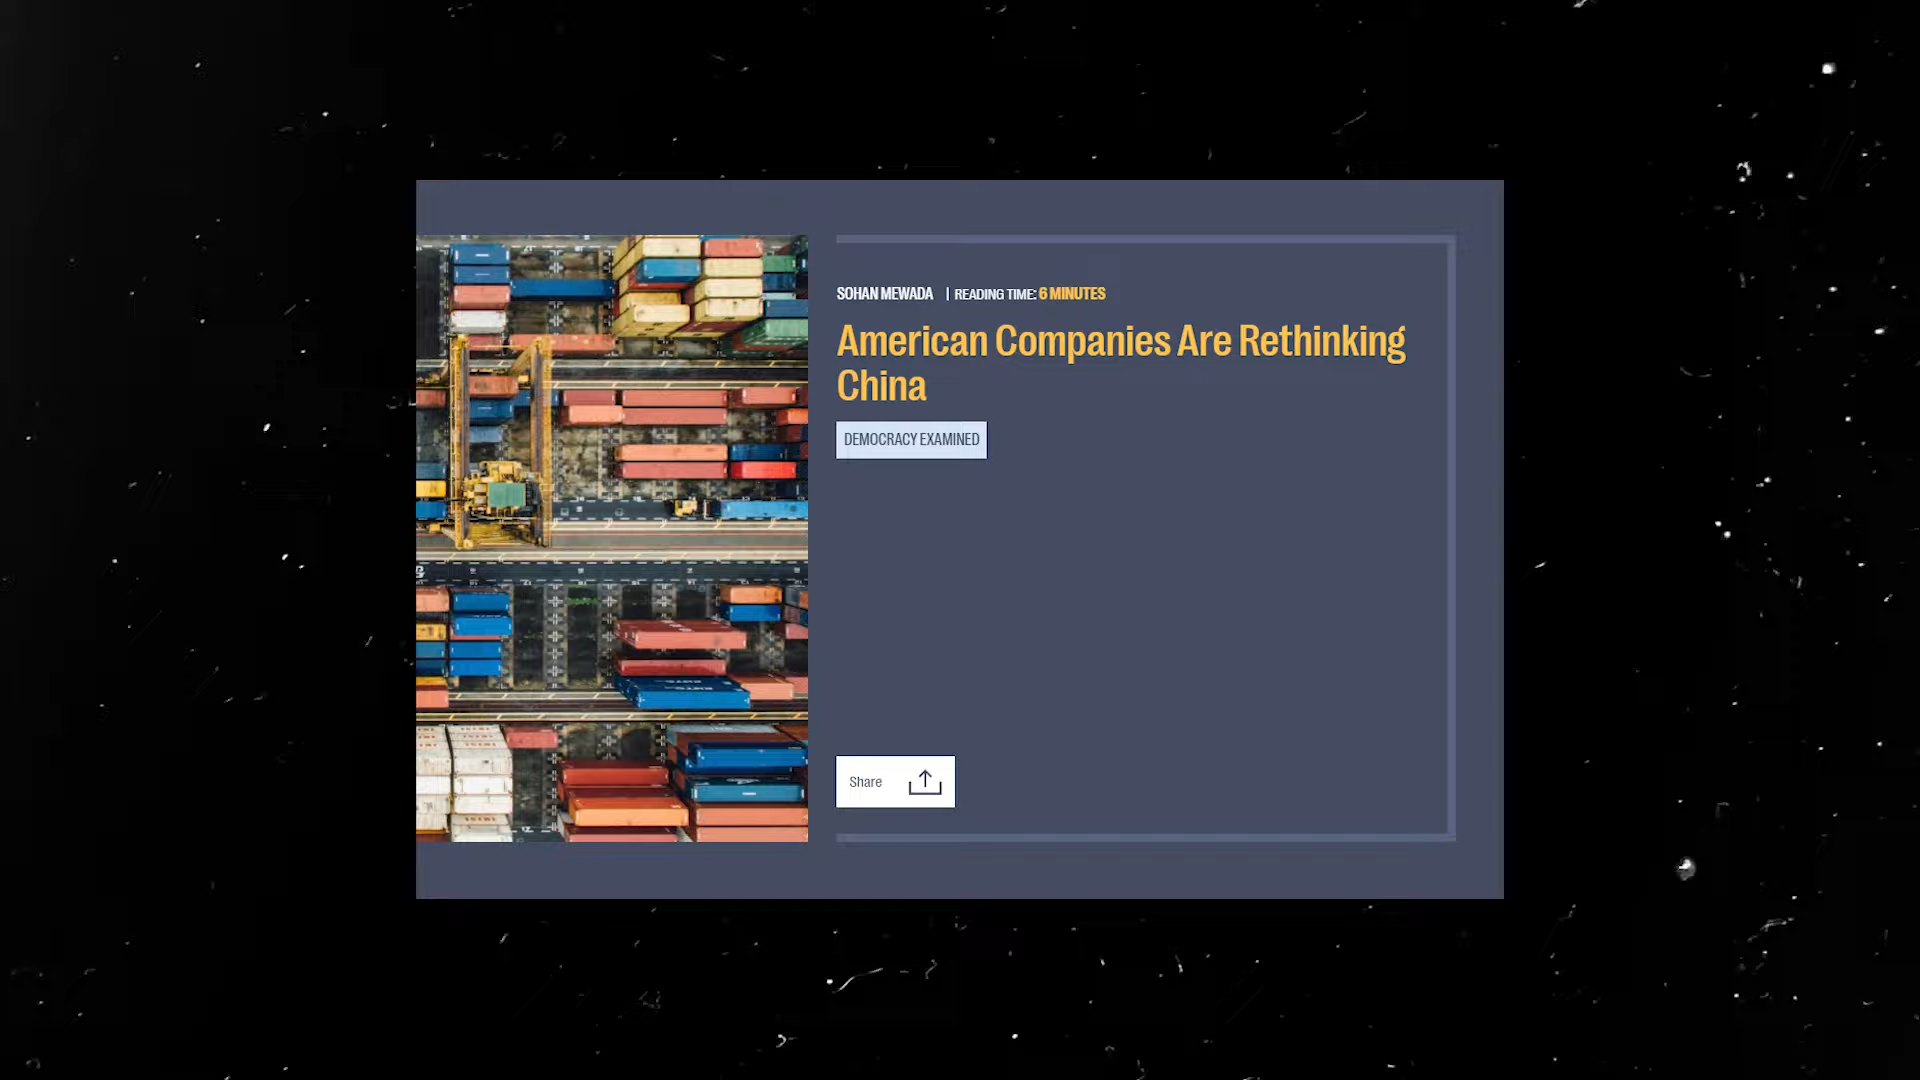 SOHAN MEWADA | READING TIME: 6 MINUTES
American Companies Are Rethinking
China
DEMOCRACY EXAMINED
Share